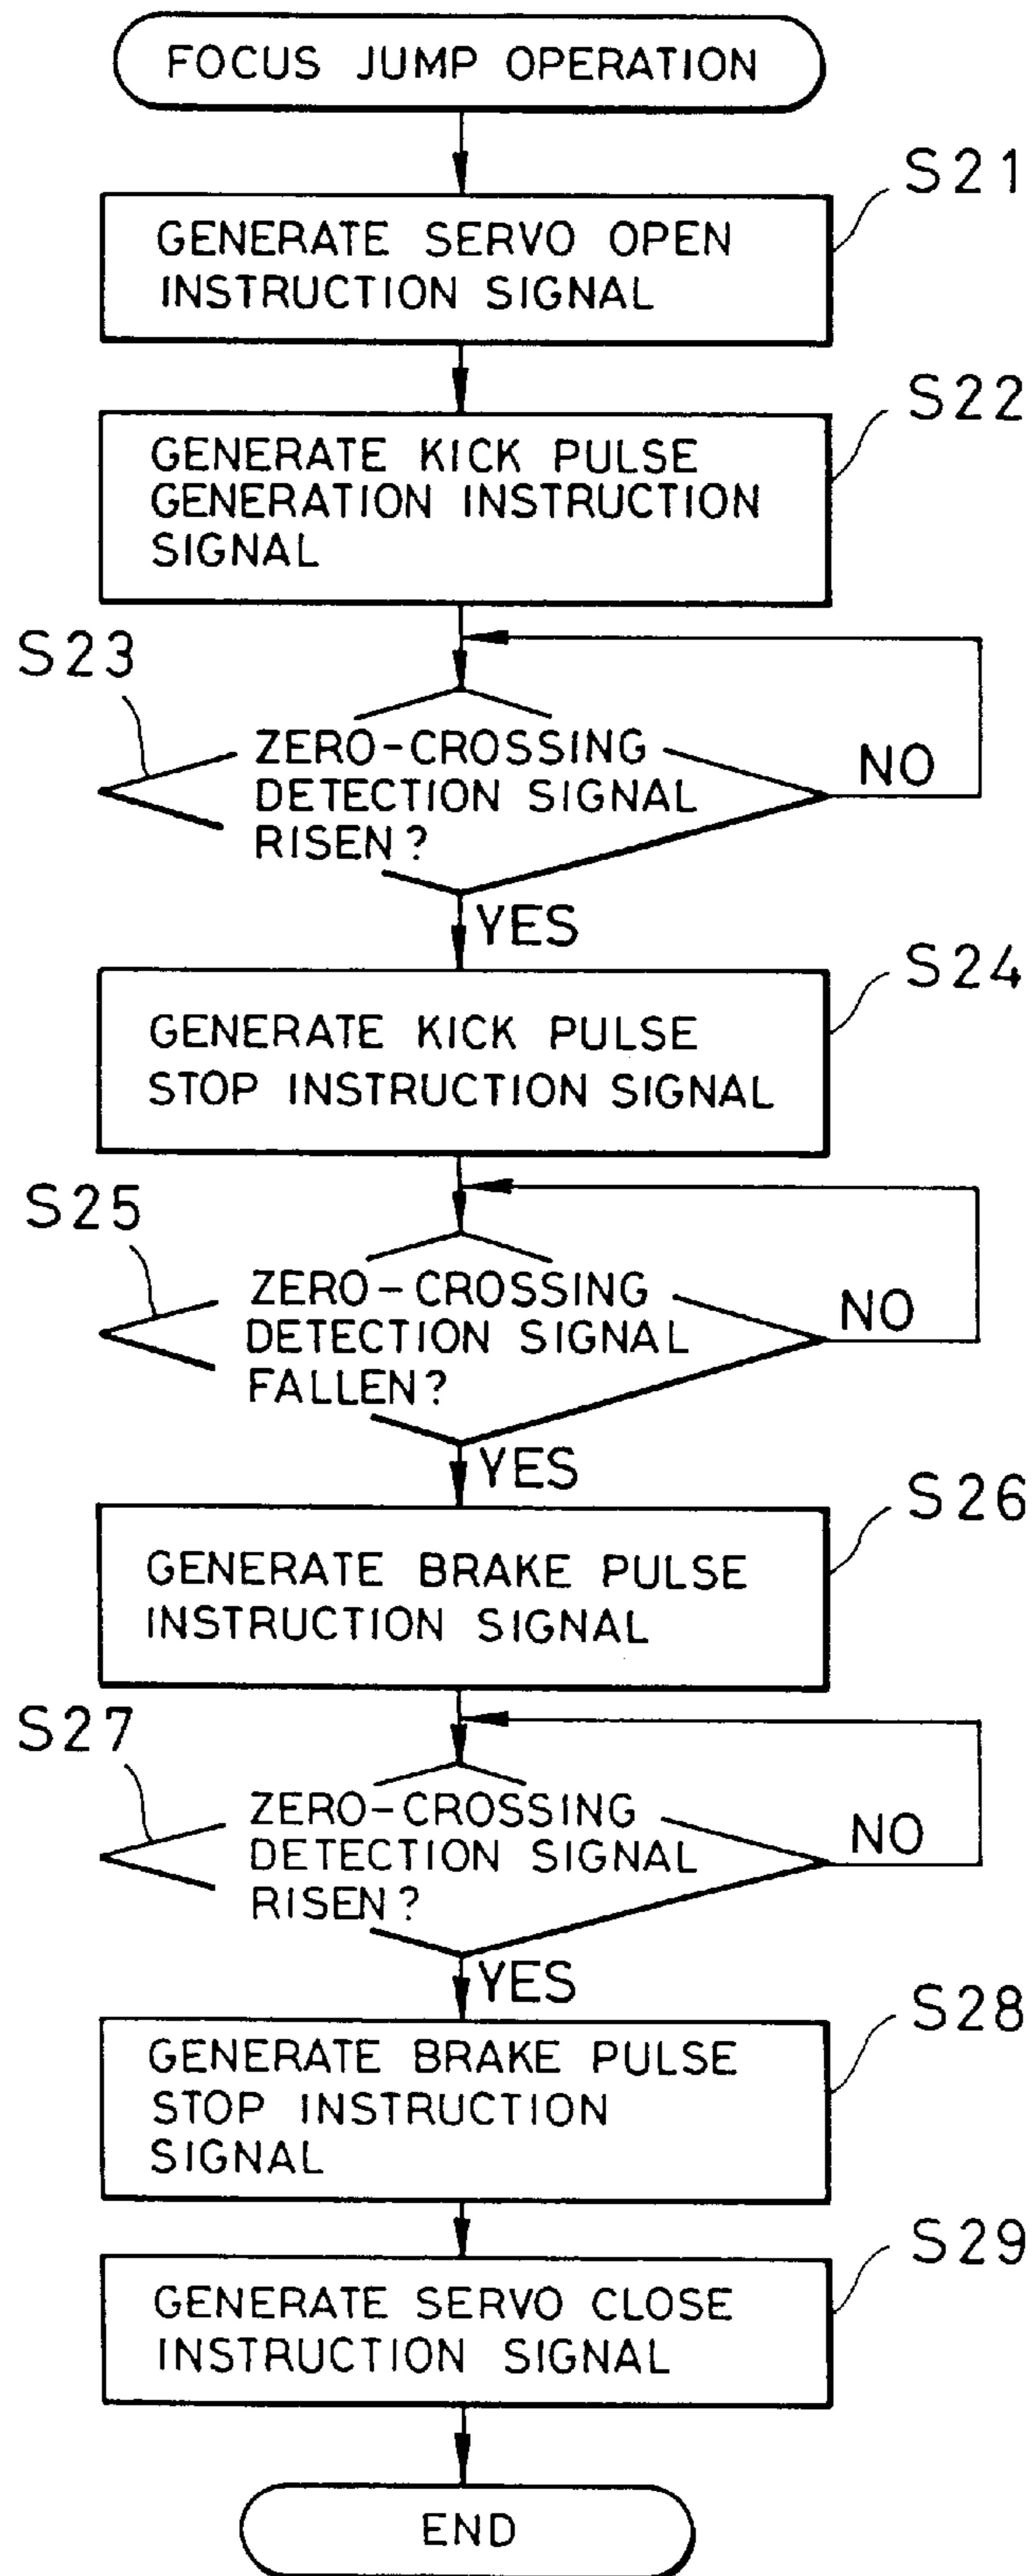 FOCUS JUMP OPERATION
S21
GENERATE SERVO OPEN
INSTRUCTION SIGNAL
S22
GENERATE KICK PULSE
GENERATION INSTRUCTION
SIGNAL
S23
ZERO-CROSSING
DETECTION SIGNAL
RISEN?
NO
YES
S24
GENERATE KICK PULSE
STOP INSTRUCTION SIGNAL
S25
ZERO-CROSSING
DETECTION SIGNAL
FALLEN?
NO
YES
S26
GENERATE BRAKE PULSE
INSTRUCTION SIGNAL
S27
ZERO-CROSSING
DETECTION SIGNAL
RISEN?
NO
YES
S28
GENERATE BRAKE PULSE
STOP INSTRUCTION
SIGNAL
S29
GENERATE SERVO CLOSE
INSTRUCTION SIGNAL
END